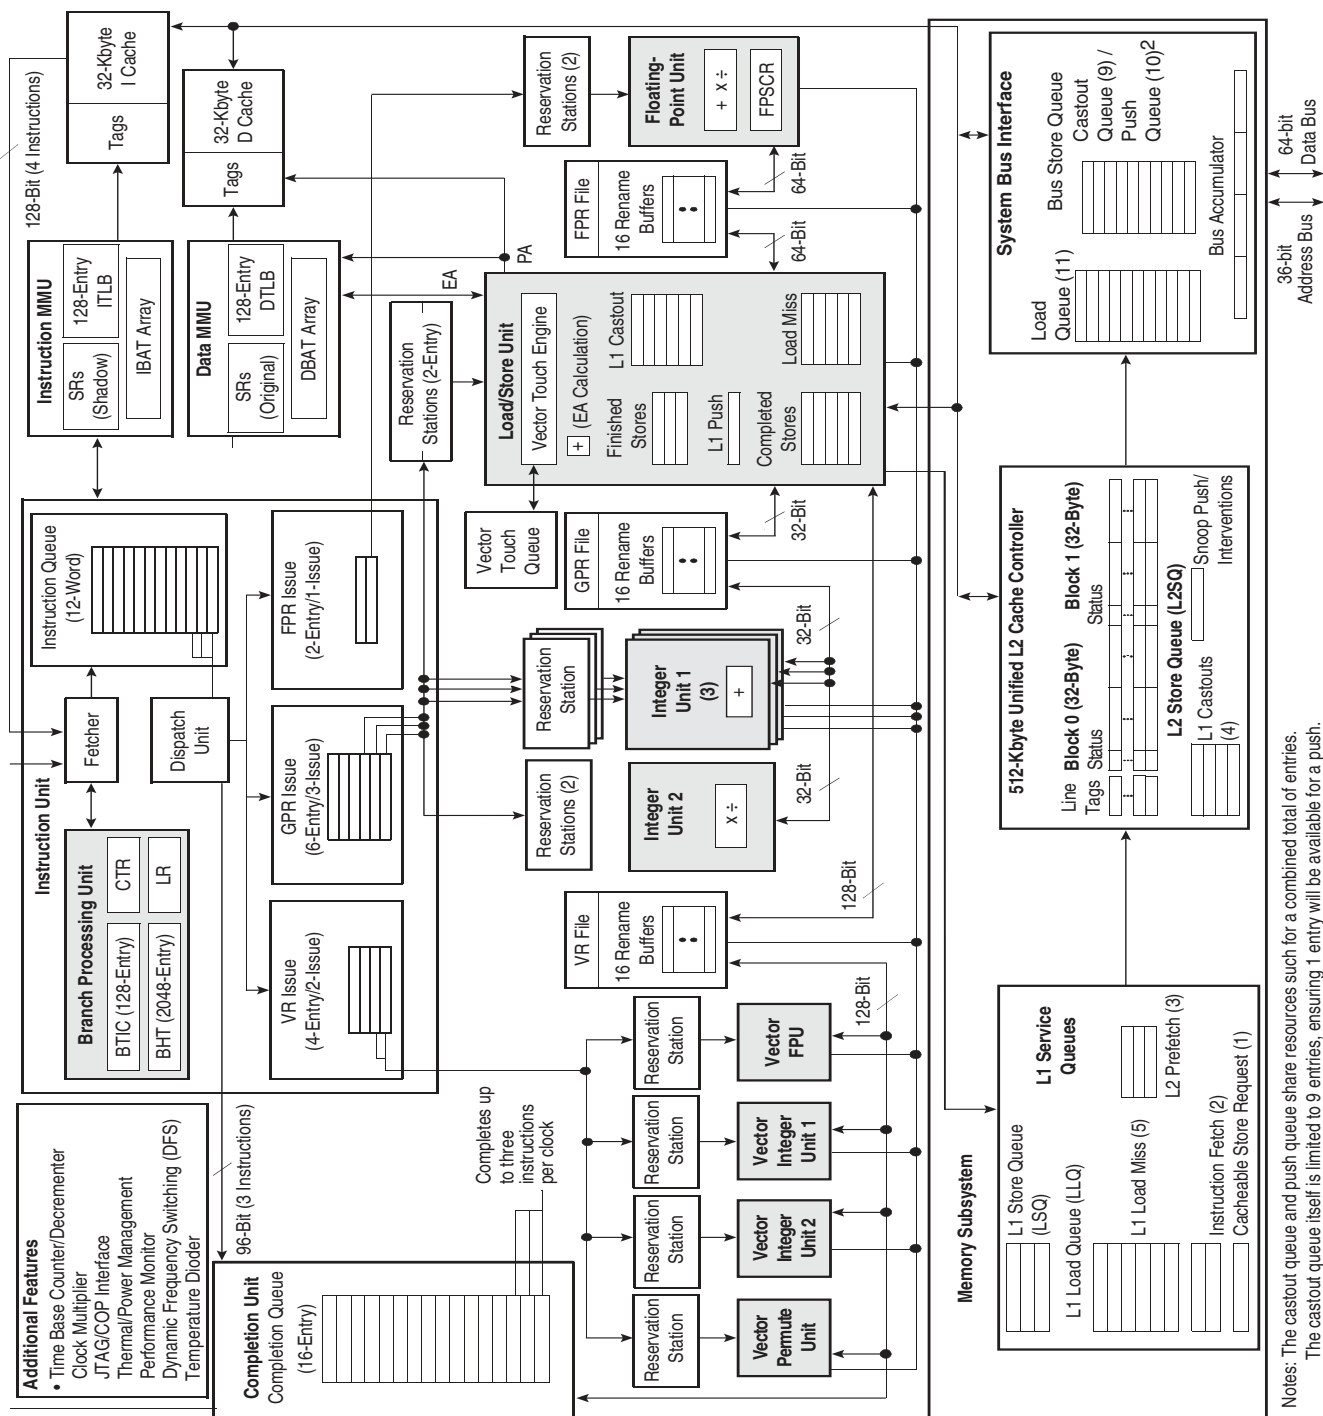 Additional Features
• Time Base Counter/Decrementer
Clock Multiplier
JTAG/COP Interface
Thermal/Power Management
Performance Monitor
Dynamic Frequency Switching (DFS)
Temperature Dioder
Instruction Unit
Branch Processing Unit
BTIC (128-Entry)
CTR
BHT (2048-Entry)
LR
Fetcher
Dispatch
Unit
Instruction Queue
(12-Word)
VR Issue
(4-Entry/2-Issue)
GPR Issue
(6-Entry/3-Issue)
FPR Issue
(2-Entry/1-Issue)
96-Bit (3 Instructions)
128-Bit (4 Instructions)
Instruction MMU
SRs
(Shadow)
128-Entry
ITLB
IBAT Array
Tags
32-Kbyte
I Cache
Data MMU
SRs
(Original)
128-Entry
DTLB
DBAT Array
Tags
32-Kbyte
D Cache
EA
PA
Completion Unit
Completion Queue
(16-Entry)
Completes up
to three
instructions
per clock
Reservation
Station
Reservation
Station
Reservation
Station
Reservation
Station
Vector
Permute
Unit
Vector
Integer
Unit 2
Vector
Integer
Unit 1
Vector
FPU
128-Bit
VR File
16 Rename
Buffers
128-Bit
Reservation
Stations (2)
Integer
Unit 2
x ÷
32-Bit
Reservation
Station
Integer
Unit 1
(3)
+
32-Bit
Vector
Touch
Queue
GPR File
16 Rename
Buffers
32-Bit
Reservation
Stations (2-Entry)
Load/Store Unit
Vector Touch Engine
+
(EA Calculation)
Finished
Stores
L1 Castout
L1 Push
Completed
Stores
Load Miss
64-Bit
FPR File
16 Rename
Buffers
64-Bit
Reservation
Stations (2)
Floating-
Point Unit
+ x ÷
FPSCR
Memory Subsystem
L1 Service
Queues
L1 Store Queue
(LSQ)
L1 Load Queue (LLQ)
L1 Load Miss (5)
L2 Prefetch (3)
Instruction Fetch (2)
Cacheable Store Request (1)
512-Kbyte Unified L2 Cache Controller
Line
Tags
Block 0 (32-Byte)
Status
Block 1 (32-Byte)
Status
L2 Store Queue (L2SQ)
L1 Castouts
(4)
Snoop Push/
Interventions
System Bus Interface
Load
Queue (11)
Bus Store Queue
Castout
Queue (9) /
Push
Queue (10)2
Bus Accumulator
36-bit
Address Bus
64-bit
Data Bus
Notes: The castout queue and push queue share resources such for a combined total of entries.
The castout queue itself is limited to 9 entries, ensuring 1 entry will be available for a push.